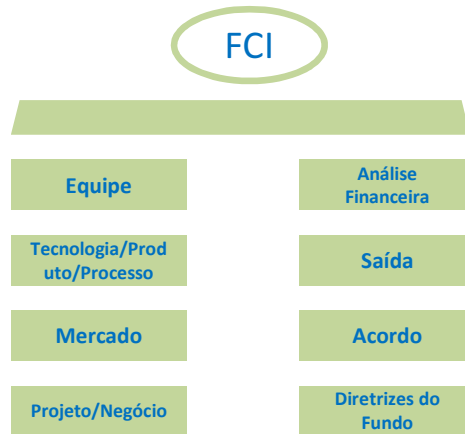 FCI
Equipe
Tecnologia/Prod
uto/Processo
Mercado
Projeto/Negócio
Análise
Financeira
Saída
Acordo
Diretrizes do
Fundo